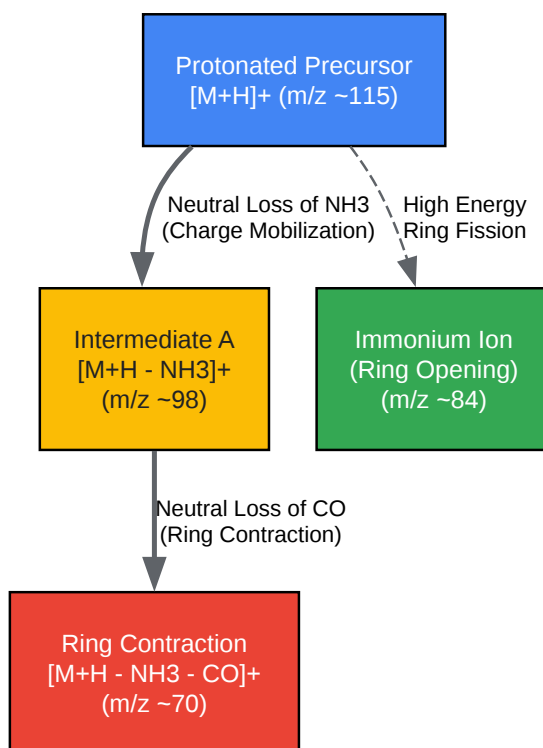 Protonated Precursor
[M+H]+ (m/z ~115)
Neutral Loss of NH3
(Charge Mobilization)
High Energy
Ring Fission
Intermediate A
[M+H - NH3]+
(m/z ~98)
Immonium Ion
(Ring Opening)
(m/z ~84)
Neutral Loss of CO
(Ring Contraction)
Ring Contraction
[M+H - NH3 - CO]+
(m/z ~70)